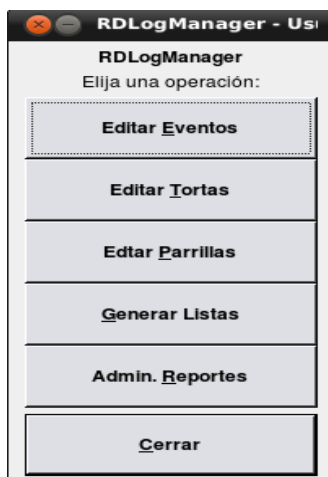 RDLogManager - Us
RDLogManager
Elija una operación:
Editar Eventos
Editar Tortas
Edtar Parrillas
Generar Listas
Admin. Reportes
Cerrar